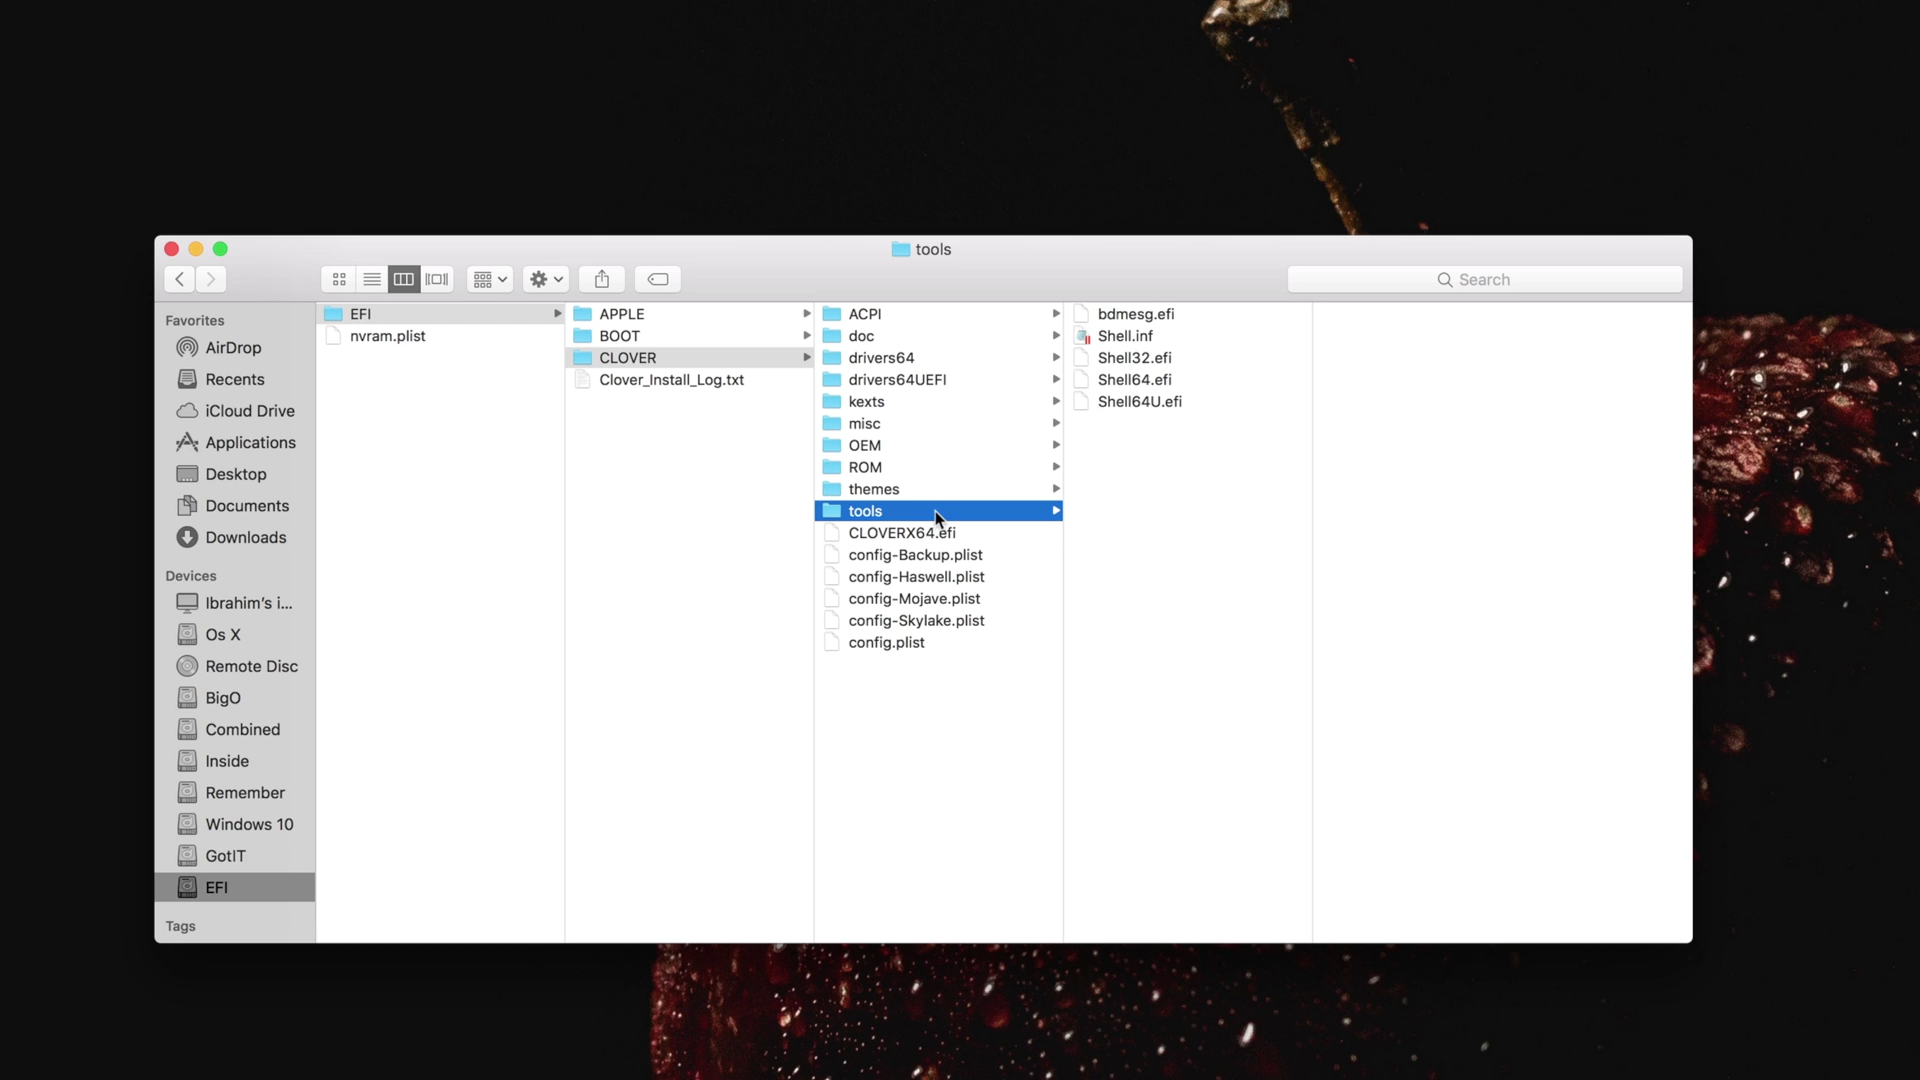 tools
Search
Favorites
AirDrop
Recents
iCloud Drive
Applications
Desktop
Documents
Downloads
Devices
Ibrahim’s i...
Os X
Remote Disc
BigO
Combined
Inside
Remember
Windows 10
GotIT
EFI
Tags
EFI
nvram.plist
APPLE
BOOT
CLOVER
Clover_Install_Log.txt
ACPI
doc
drivers64
drivers64UEFI
kexts
misc
OEM
ROM
themes
tools
CLOVERX64.efi
config-Backup.plist
config-Haswell.plist
config-Mojave.plist
config-Skylake.plist
config.plist
bdmesg.efi
Shell.inf
Shell32.efi
Shell64.efi
Shell64U.efi